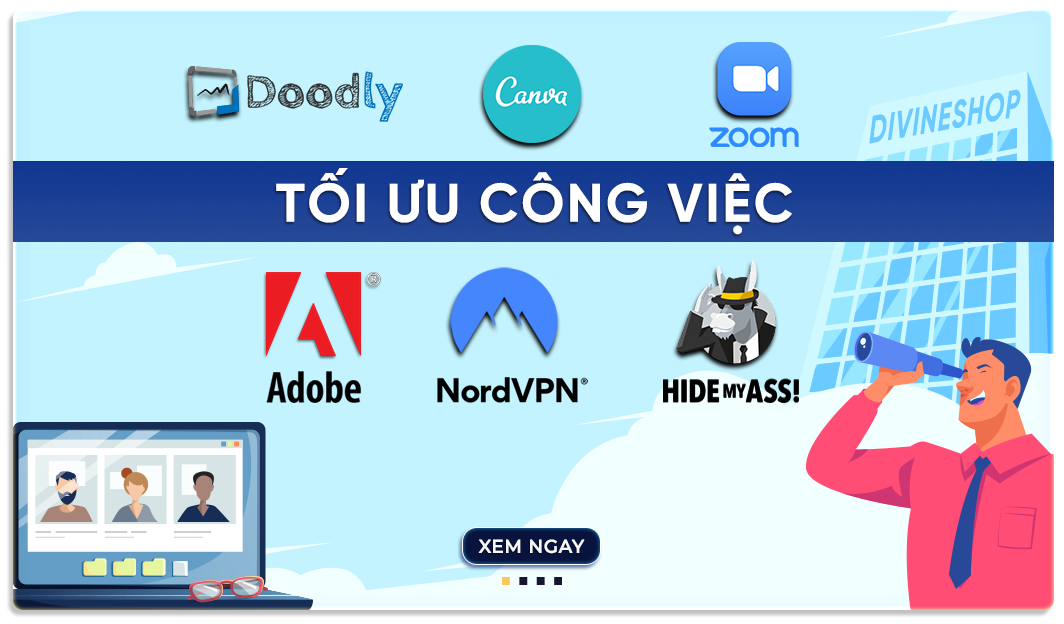 Doodly
Canva
zoom
DIVINESHOP
TỐI ƯU CÔNG VIỆC
Adobe
NordVPN®
HIDE MY ASS!
XEM NGAY